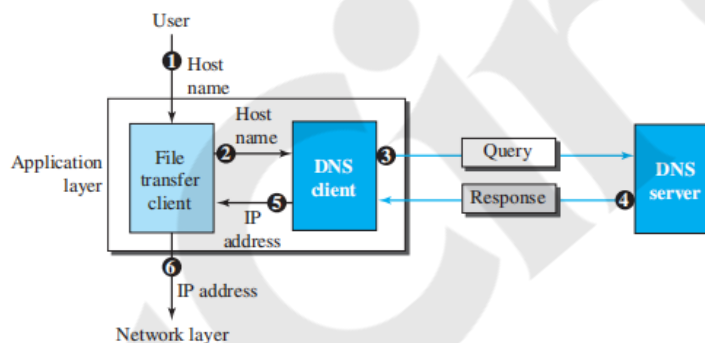 User
1
Host
name
Host
name
2
3
Query
Application
layer
File
transfer
client
DNS
client
DNS
server
5
Response
4
IP
address
6
IP address
Network layer